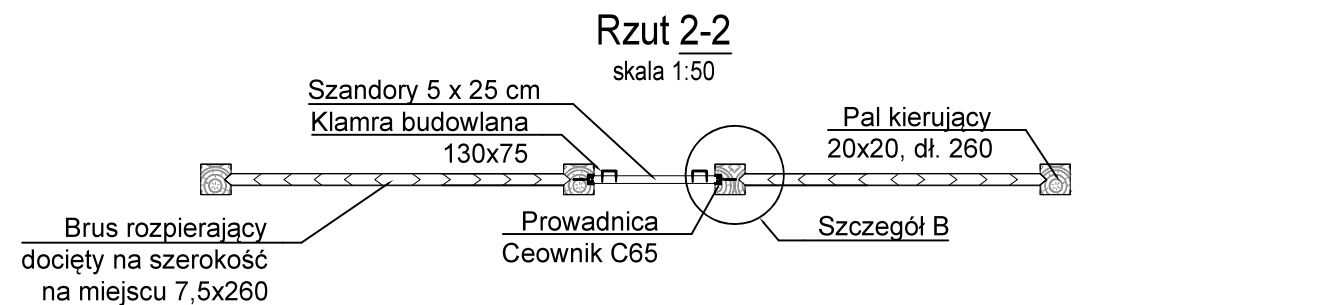 Rzut 2-2
skala 1:50
Szandory 5 x 25 cm
Klamra budowlana
130x75
Pal kierujący
20x20, dł. 260
Brus rozpierający
docięty na szerokość
na miejscu 7,5x260
Prowadnica
Ceownik C65
Szczegół B